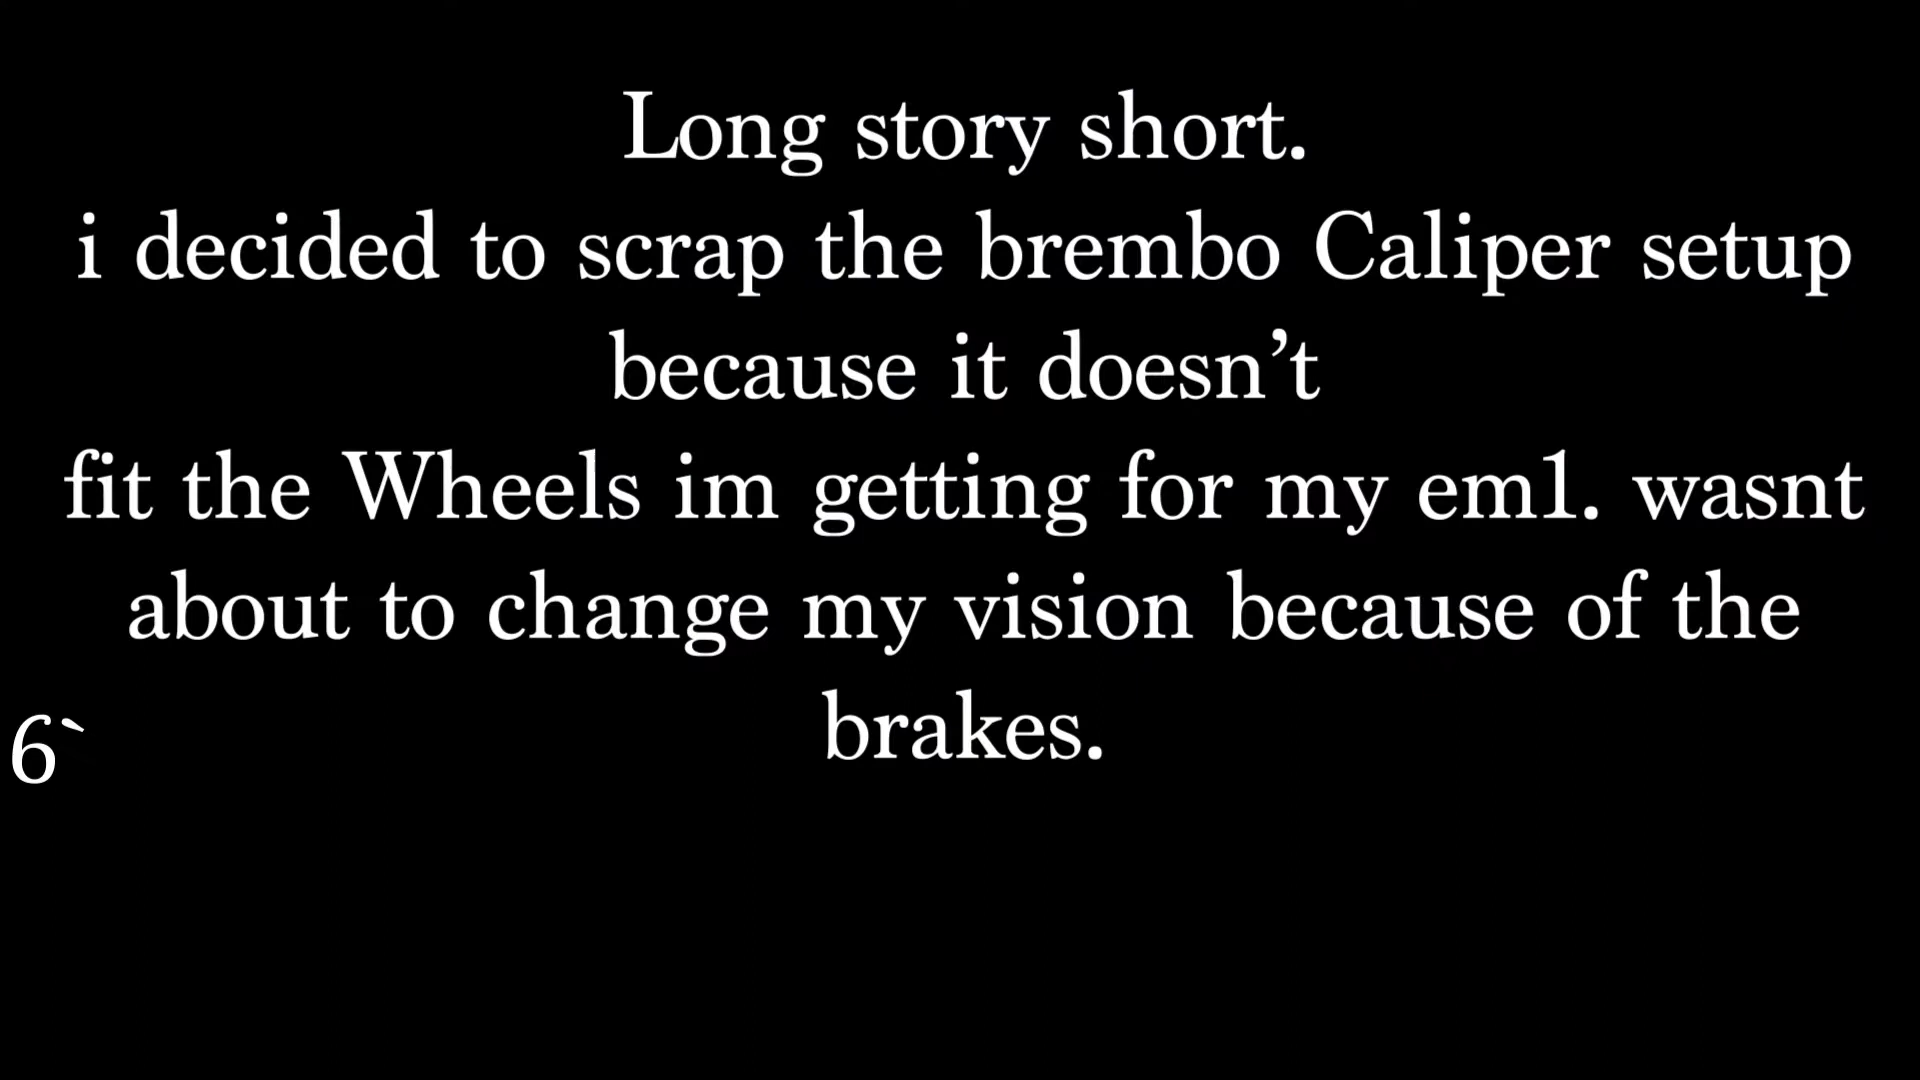 Long story short.
i decided to scrap the brembo Caliper setup
because it doesn’t
fit the Wheels im getting for my em1. wasnt
about to change my vision because of the
brakes.
6`